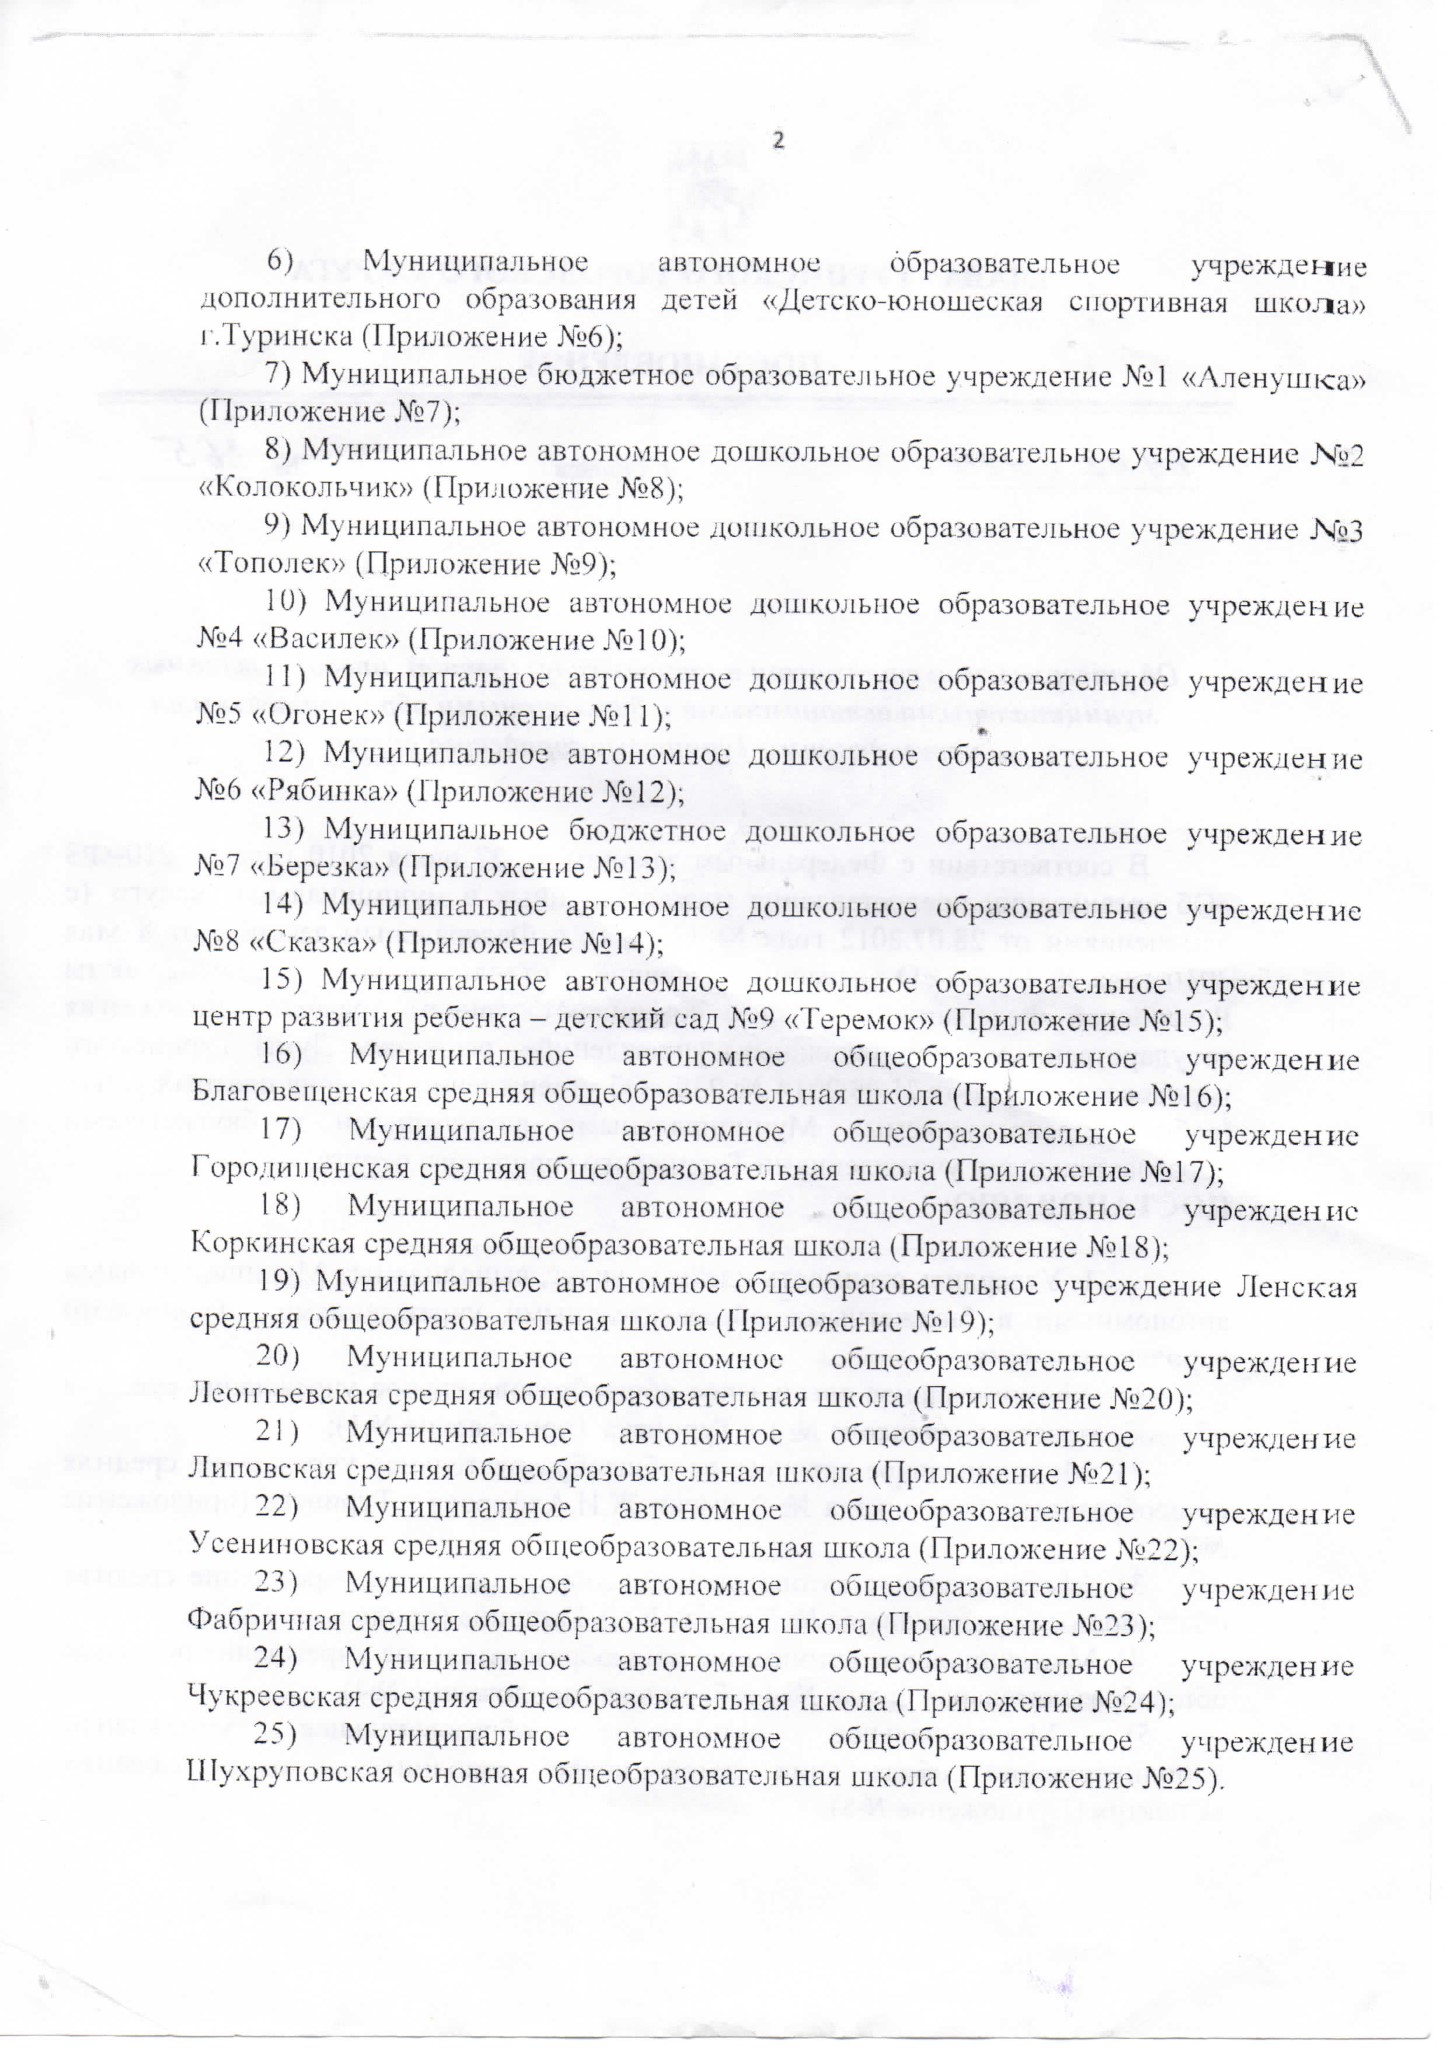 2
6) Муниципальное автономное образовательное учреждение
дополнительного образования детей «Детско-юношеская спортивная школа»
г.Туринска (Приложение №6);
7) Муниципальное бюджетное образовательное учреждение №1 «Аленушка»
(Приложение №7);
8) Муниципальное автономное дошкольное образовательное учреждение №2
«Колокольчик» (Приложение №8);
9) Муниципальное автономное дошкольное образовательное учреждение №3
«Тополек» (Приложение №9);
10) Муниципальное автономное дошкольное образовательное учреждение
№4 «Василек» (Приложение №10);
11) Муниципальное автономное дошкольное образовательное учреждение
№5 «Огонек» (Приложение №11);
12) Муниципальное автономное дошкольное образовательное учреждение
№6 «Рябинка» (Приложение №12);
13) Муниципальное бюджетное дошкольное образовательное учреждение
№7 «Березка» (Приложение №13);
14) Муниципальное автономное дошкольное образовательное учреждение
№8 «Сказка» (Приложение №14);
15) Муниципальное автономное дошкольное образовательное учреждение
центр развития ребенка – детский сад №9 «Теремок» (Приложение №15);
16) Муниципальное автономное общеобразовательное учреждение
Благовещенская средняя общеобразовательная школа (Приложение №16);
17) Муниципальное автономное общеобразовательное учреждение
Городищенская средняя общеобразовательная школа (Приложение №17);
18) Муниципальное автономное общеобразовательное учреждение
Коркинская средняя общеобразовательная школа (Приложение №18);
19) Муниципальное автономное общеобразовательное учреждение Ленская
средняя общеобразовательная школа (Приложение №19);
20) Муниципальное автономное общеобразовательное учреждение
Леонтьевская средняя общеобразовательная школа (Приложение №20);
21) Муниципальное автономное общеобразовательное учреждение
Липовская средняя общеобразовательная школа (Приложение №21);
22) Муниципальное автономное общеобразовательное учреждение
Усениновская средняя общеобразовательная школа (Приложение №22);
23) Муниципальное автономное общеобразовательное учреждение
Фабричная средняя общеобразовательная школа (Приложение №23);
24) Муниципальное автономное общеобразовательное учреждение
Чукреевская средняя общеобразовательная школа (Приложение №24);
25) Муниципальное автономное общеобразовательное учреждение
Шухруповская основная общеобразовательная школа (Приложение №25).